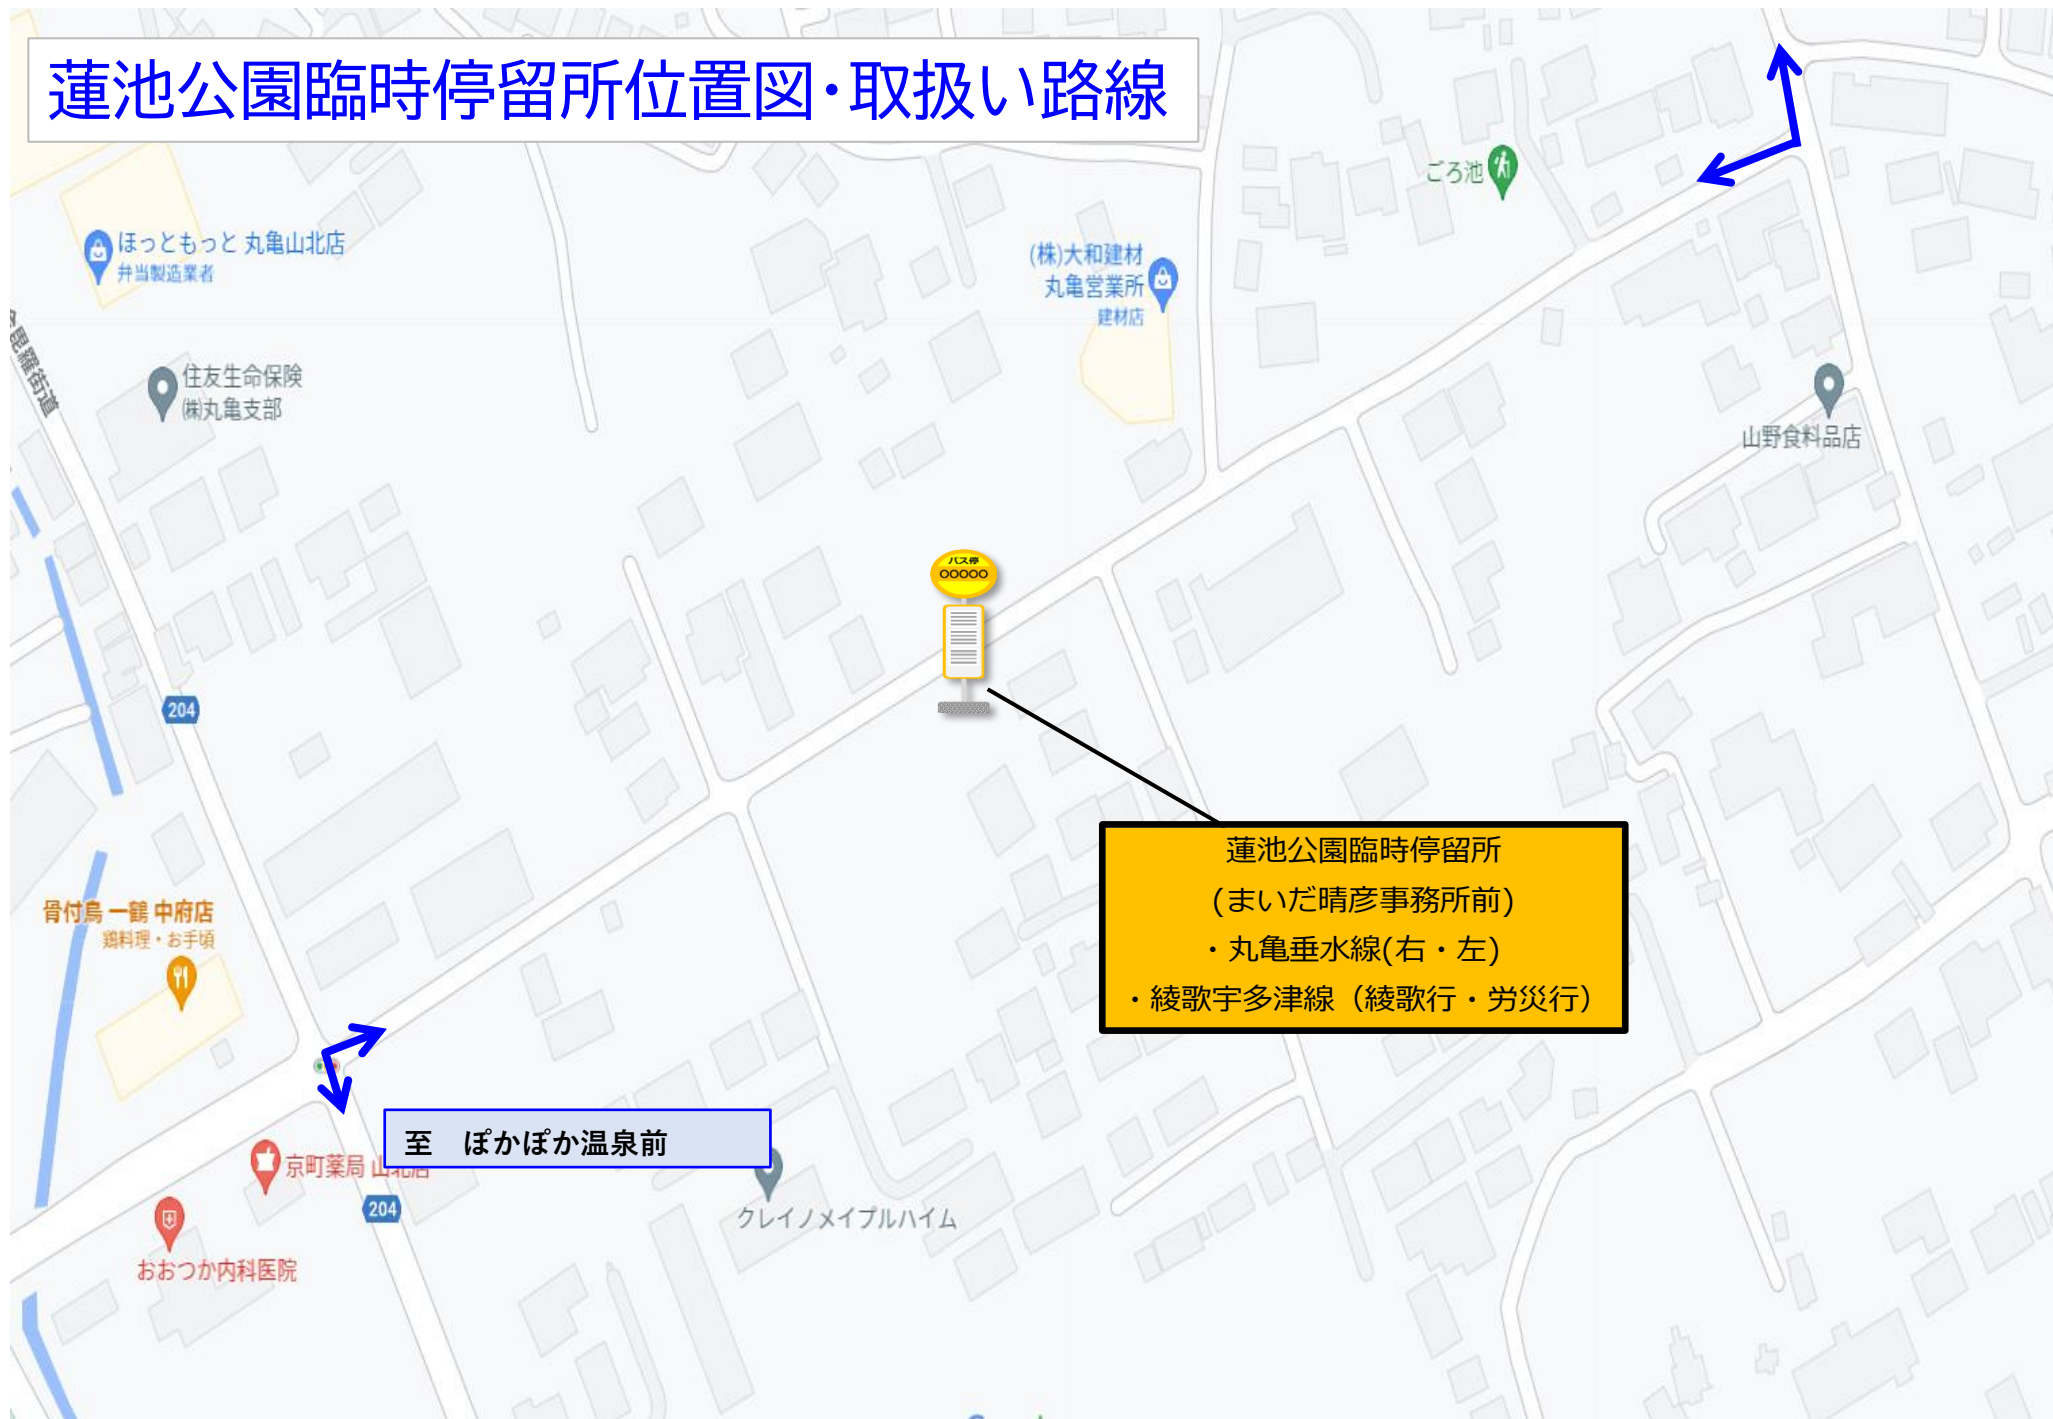 蓮池公園臨時停留所位置図･取扱い路線
ごろ池
ほっともっと 丸亀山北店
弁当製造業者
(株)大和建材
丸亀営業所
建材店
毘羅街道
住友生命保険
㈱丸亀支部
山野食料品店
バス停
OOOOO
204
蓮池公園臨時停留所
(まいだ晴彦事務所前)
・丸亀垂水線(右・左)
・綾歌宇多津線（綾歌行・労災行）
骨付鳥 一鶴 中府店
鶏料理・お手頃
至　ぽかぽか温泉前
京町薬局 山北店
204
クレイノメイプルハイム
おおつか内科医院